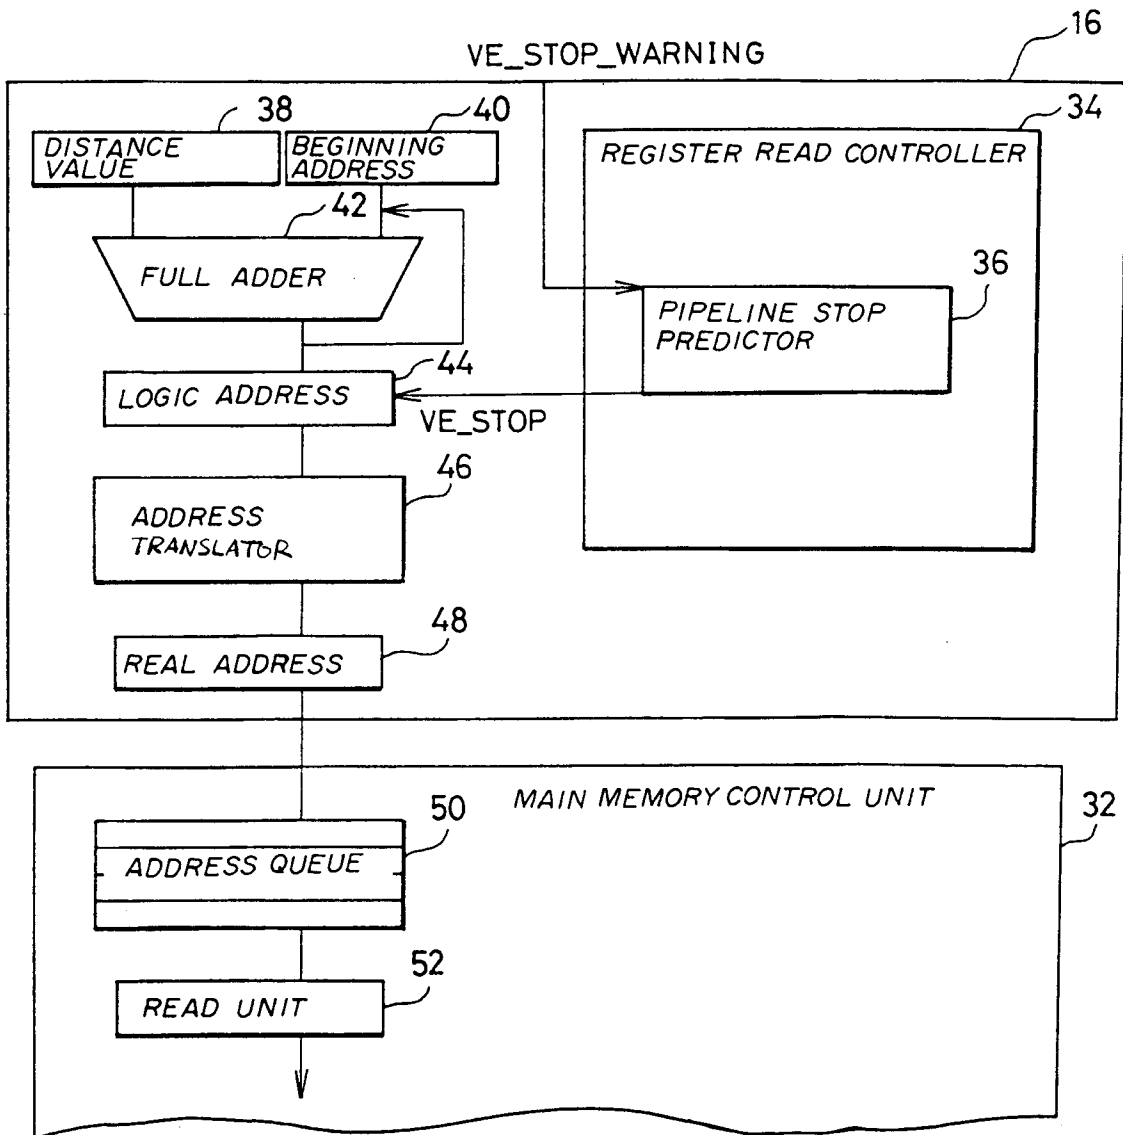 16
VE_STOP_WARNING
38
40
34
DISTANCE
VALUE
BEGINNING
ADDRESS
REGISTER READ CONTROLLER
42
FULL ADDER
36
PIPELINE STOP
PREDICTOR
44
LOGIC ADDRESS
VE_STOP
46
ADDRESS
TRANSLATOR
48
REAL ADDRESS
MAIN MEMORY CONTROL UNIT
50
32
ADDRESS QUEUE
52
READ UNIT